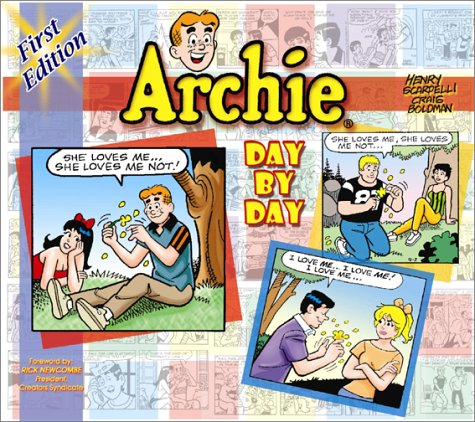 First
Edition
Archie®
HENRY
SCARPELLI
CRAIG
BOLDMAN
DAY
BY
DAY
SHE LOVES ME...
SHE LOVES ME NOT!
SHE LOVES ME, SHE LOVES
ME NOT...
I LOVE ME.. I LOVE ME!
I LOVE ME...
Foreword by:
RICK NEWCOMBE
President,
Creators Syndicate